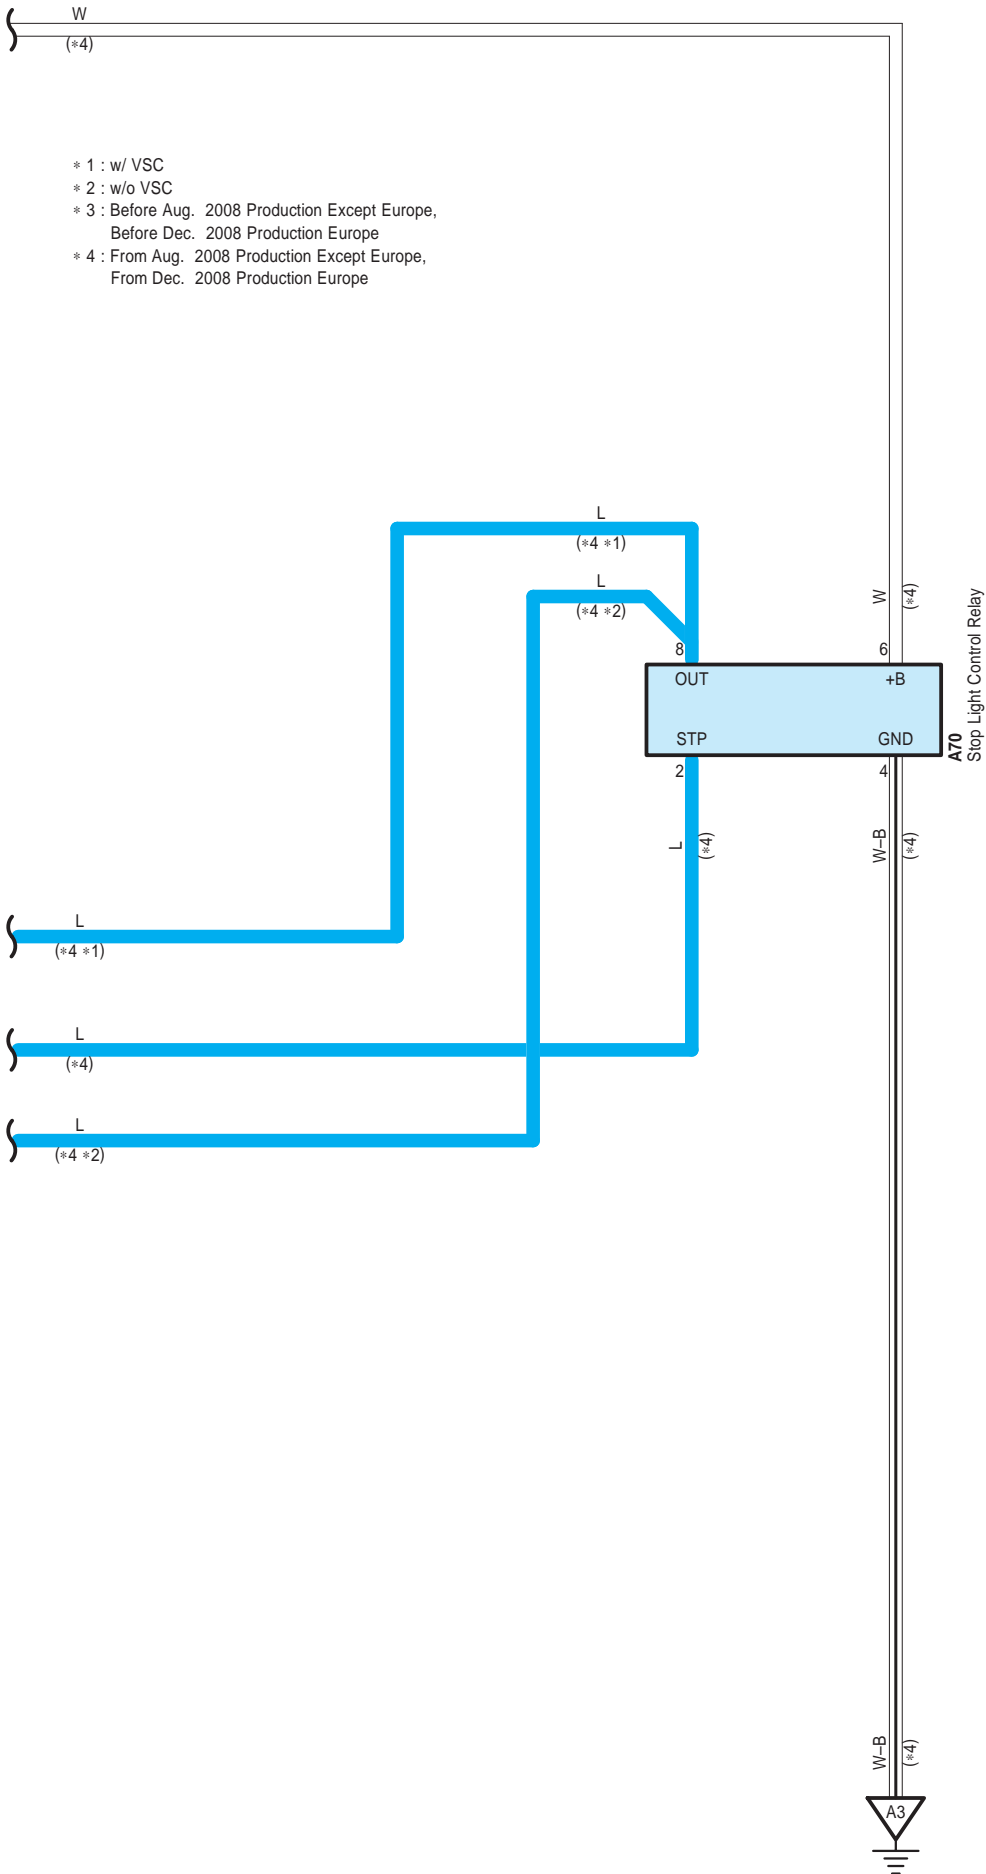 W
(*4)
* 1 : w/ VSC
* 2 : w/o VSC
* 3 : Before Aug. 2008 Production Except Europe,
Before Dec. 2008 Production Europe
* 4 : From Aug. 2008 Production Except Europe,
From Dec. 2008 Production Europe
L
(*4 *1)
L
(*4 *2)
W
(*4)
8
6
OUT
+B
STP
GND
A70
Stop Light Control Relay
2
4
L
(*4)
W–B
(*4)
L
(*4 *1)
L
(*4)
L
(*4 *2)
W–B
(*4)
A3